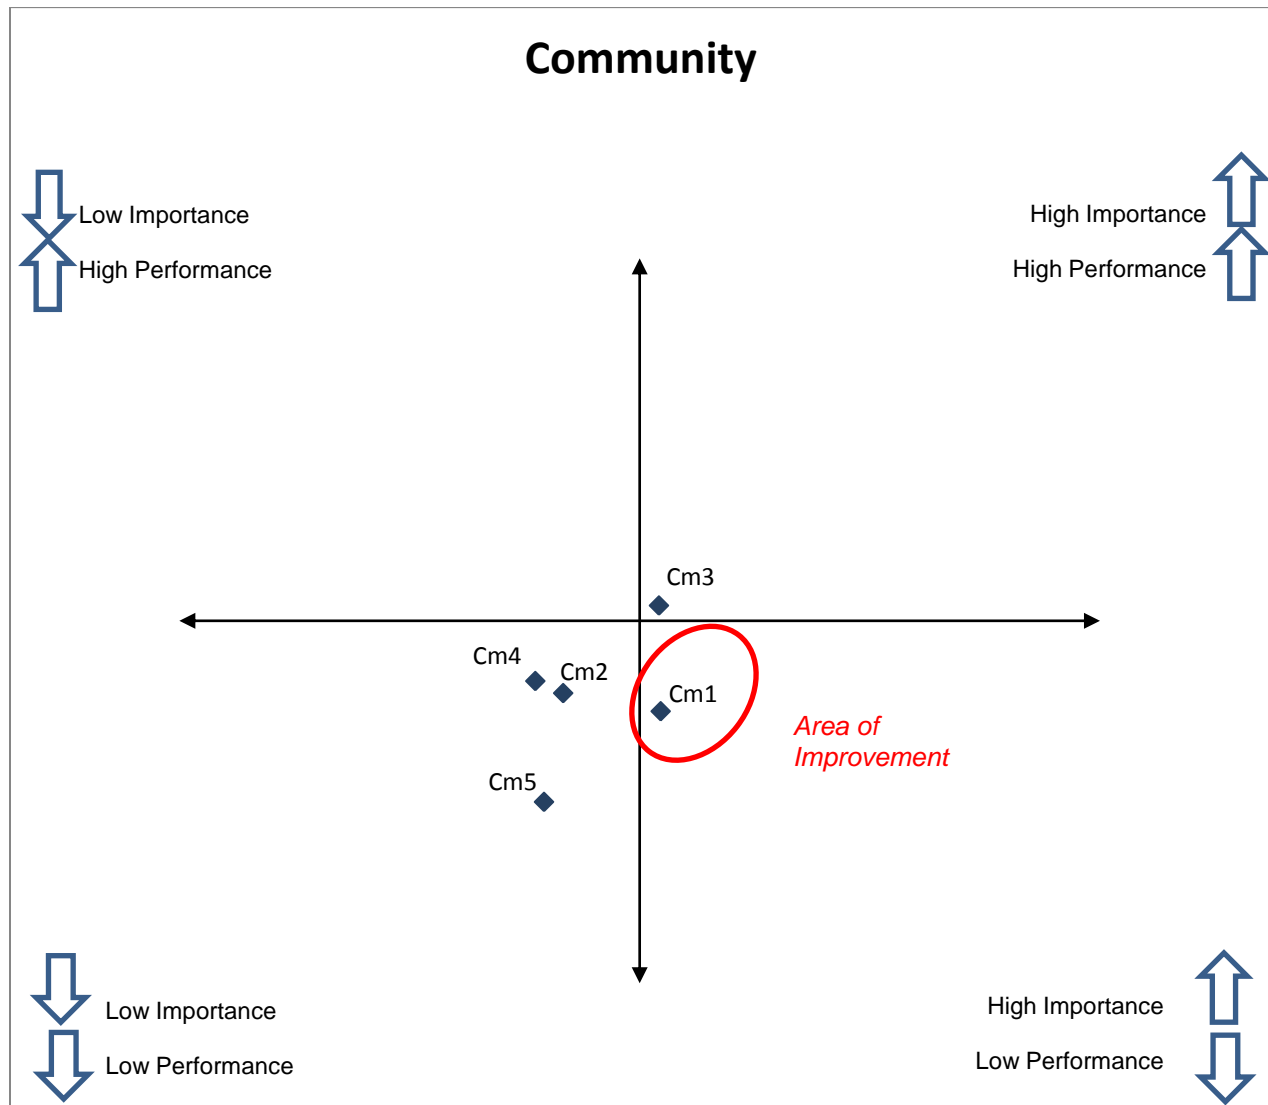 Community
Low Importance
High Performance
High Importance
High Performance
Cm3
Cm4
Cm2
Cm1
Area of
Improvement
Cm5
Low Importance
Low Performance
High Importance
Low Performance